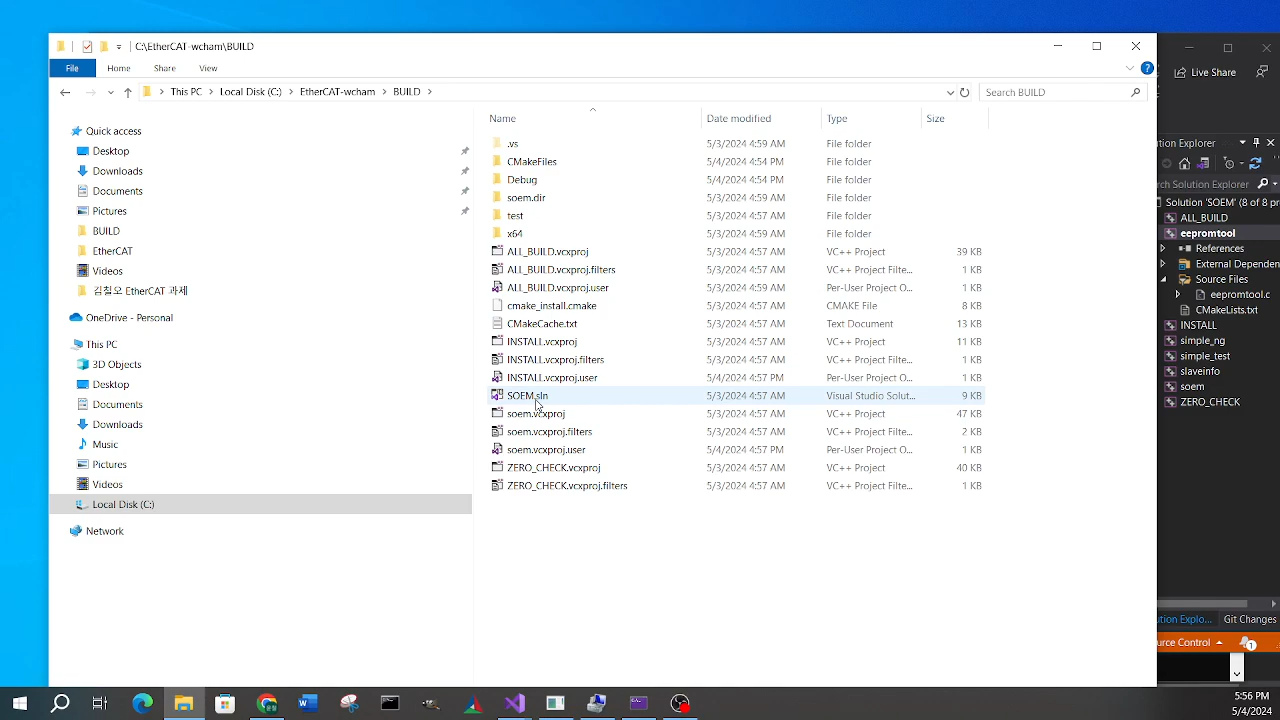 C:\EtherCAT-wcham\BUILD
File Home Share View
This PC Local Disk (C:) EtherCAT-wcham BUILD
Search BUILD
Name Date modified Type Size
Quick access
Desktop
Downloads
Documents
Pictures
BUILD
EtherCAT
Videos
김철오 EtherCAT 과제
OneDrive - Personal
This PC
3D Objects
Desktop
Documents
Downloads
Music
Pictures
Videos
Local Disk (C:)
Network
.vs 5/3/2024 4:59 AM File folder
CMakeFiles 5/4/2024 4:54 PM File folder
Debug 5/4/2024 4:54 PM File folder
soem.dir 5/3/2024 4:59 AM File folder
test 5/3/2024 4:57 AM File folder
x64 5/3/2024 4:59 AM File folder
ALL_BUILD.vcxproj 5/3/2024 4:57 AM VC++ Project 39 KB
ALL_BUILD.vcxproj.filters 5/3/2024 4:57 AM VC++ Project Filte... 1 KB
ALL_BUILD.vcxproj.user 5/3/2024 4:59 AM Per-User Project O... 1 KB
cmake_install.cmake 5/3/2024 4:57 AM CMAKE File 8 KB
CMakeCache.txt 5/3/2024 4:57 AM Text Document 13 KB
INSTALL.vcxproj 5/3/2024 4:57 AM VC++ Project 11 KB
INSTALL.vcxproj.filters 5/3/2024 4:57 AM VC++ Project Filte... 1 KB
INSTALL.vcxproj.user 5/4/2024 4:57 PM Per-User Project O... 1 KB
SOEM.sln 5/3/2024 4:57 AM Visual Studio Solut... 9 KB
soem.vcxproj 5/3/2024 4:57 AM VC++ Project 47 KB
soem.vcxproj.filters 5/3/2024 4:57 AM VC++ Project Filte... 2 KB
soem.vcxproj.user 5/4/2024 4:57 PM Per-User Project O... 1 KB
ZERO_CHECK.vcxproj 5/3/2024 4:57 AM VC++ Project 40 KB
ZERO_CHECK.vcxproj.filters 5/3/2024 4:57 AM VC++ Project Filte... 1 KB
Live Share
eepromtool
Solution Explorer
Solution 'SOEM' (8 of 8 pr
ALL_BUILD
eepromtool
References
External Dependen
Source Files
eepromtool.c
CMakeLists.txt
INSTALL
simple_ng
simple_test
slaveinfo
soem
ZERO_CHECK
Git Changes
Control
1
5:56 PM
5/4/2024